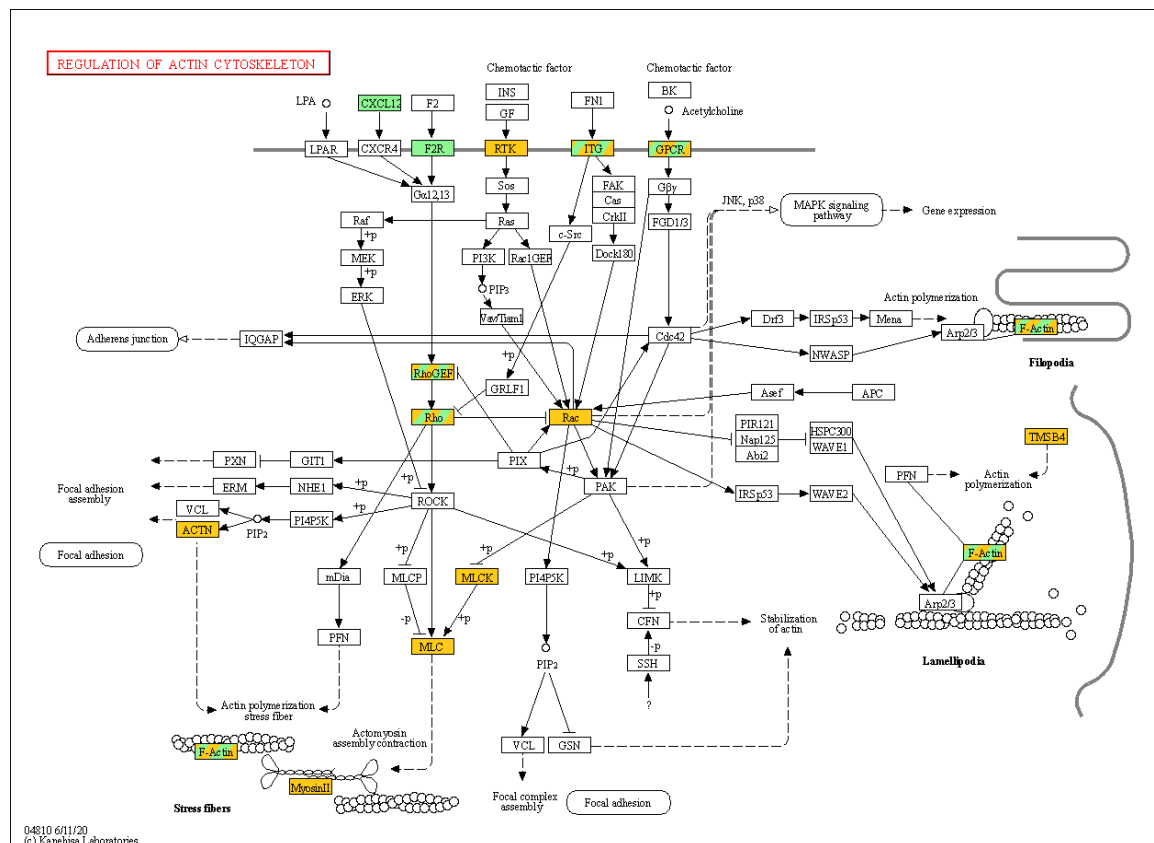 REGULATION OF ACTIN CYTOSKELETON
Chemotactic factor
Chemotactic factor
LPA
CXCL12
F2
INS
GF
FN1
BK
Acetylcholine
LPAR
CXCR4
F2R
RTK
ITG
GPCR
Gα12,13
Sos
FAK
Cas
CrkII
Gβγ
JNK, p38
MAPK signaling
pathway
Gene expression
Raf
+p
MEK
+p
ERK
Ras
c-Src
FGD1/3
PI3K
Rac1GEF
Dock180
PIP3
Vav/Tiam1
Actin polymerization
Drf3
IRSp53
Mena
Arp2/3
F-Actin
Filopodia
Adherens junction
IQGAP
Cdc42
NWASP
+p
RhoGEF
GRLF1
Asef
APC
Rho
Rac
PIR121
Nap125
Abi2
HSPC300
WAVE1
TMSB4
PXN
GIT1
PIX
+p
PAK
PFN
Actin
polymerization
Focal adhesion
assembly
ERM
NHE1
+p
+p
ROCK
IRSp53
WAVE2
VCL
ACTN
PIP2
PI4P5K
+p
Focal adhesion
F-Actin
mDia
+p
MLCP
+p
MLCK
PI4P5K
+p
+p
LIMK
Arp2/3
-p
+p
+p
CFN
Stabilization
of actin
PFN
MLC
-p
PIP2
SSH
Lamellipodia
?
Actin polymerization
stress fiber
Actomyosin
assembly contraction
F-Actin
VCL
GSN
MyosinII
Stress fibers
Focal complex
assembly
Focal adhesion
04810 6/11/20
(c) Kanehisa Laboratories